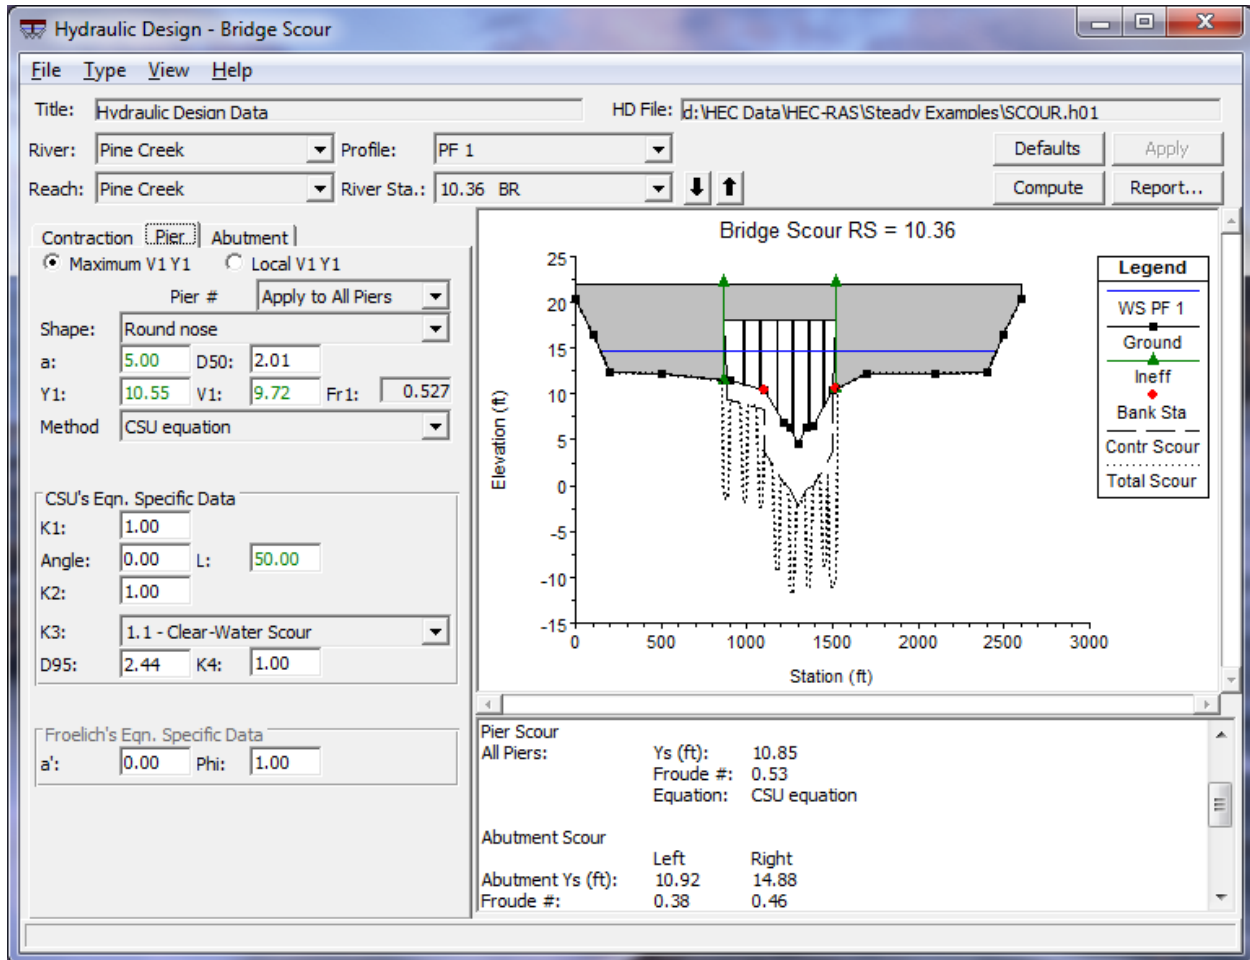 Hydraulic Design - Bridge Scour
File Type View Help
Title: Hydraulic Design Data HD File: d:\HEC Data\HEC-RAS\Steady Examples\SCOUR.h01
River: Pine Creek Profile: PF 1 Defaults Apply
Reach: Pine Creek River Sta.: 10.36 BR Compute Report...
Contraction Pier Abutment
Maximum V1 Y1 Local V1 Y1
Pier # Apply to All Piers
Shape: Round nose
a: 5.00 D50: 2.01
Y1: 10.55 V1: 9.72 Fr1: 0.527
Method CSU equation
CSU's Eqn. Specific Data
K1: 1.00
Angle: 0.00 L: 50.00
K2: 1.00
K3: 1.1 - Clear-Water Scour
D95: 2.44 K4: 1.00
Froelich's Eqn. Specific Data
a': 0.00 Phi: 1.00
Bridge Scour RS = 10.36
Elevation (ft)
25
20
15
10
5
0
-5
-10
-15
0 500 1000 1500 2000 2500 3000
Station (ft)
Legend
WS PF 1
Ground
Ineff
Bank Sta
Contr Scour
Total Scour
Pier Scour
All Piers: Ys (ft): 10.85
Froude #: 0.53
Equation: CSU equation
Abutment Scour
Left Right
Abutment Ys (ft): 10.92 14.88
Froude #: 0.38 0.46